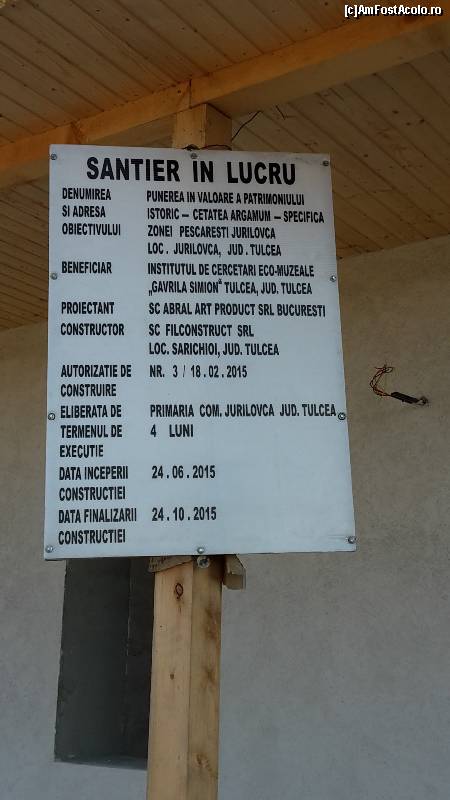 [c]AmFostAcolo.ro
SANTIER IN LUCRU
DENUMIREA PUNEREA IN VALOARE A PATRIMONIULUI
SI ADRESA ISTORIC - CETATEA ARGAMUM - SPECIFICA
OBIECTIVULUI ZONEI PESCARESTI JURILOVCA
LOC. JURILOVCA, JUD. TULCEA
BENEFICIAR INSTITUTUL DE CERCETARI ECO-MUZEALE
„GAVRILA SIMION" TULCEA, JUD. TULCEA
PROIECTANT SC ABRAL ART PRODUCT SRL BUCURESTI
CONSTRUCTOR SC FILCONSTRUCT SRL
LOC. SARICHIOI, JUD. TULCEA
AUTORIZATIE DE NR. 3 / 18.02.2015
CONSTRUIRE
ELIBERATA DE PRIMARIA COM. JURILOVCA JUD. TULCEA
TERMENUL DE 4 LUNI
EXECUTIE
DATA INCEPERII 24.06.2015
CONSTRUCTIEI
DATA FINALIZARII 24.10.2015
CONSTRUCTIEI